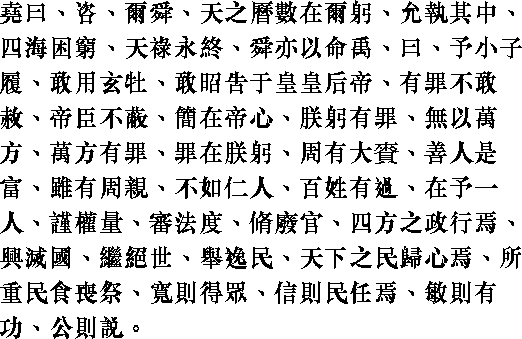 堯曰、咨、爾舜、天之曆數在爾躬、允執其中、
四海困窮、天祿永終、舜亦以命禹、曰、予小子
履、敢用玄牡、敢昭告于皇皇后帝、有罪不敢
赦、帝臣不蔽、簡在帝心、朕躬有罪、無以萬
方、萬方有罪、罪在朕躬、周有大賚、善人是
富、雖有周親、不如仁人、百姓有過、在予一
人、謹權量、審法度、脩廢官、四方之政行焉、
興滅國、繼絕世、舉逸民、天下之民歸心焉、所
重民食喪祭、寬則得眾、信則民任焉、敏則有
功、公則說。